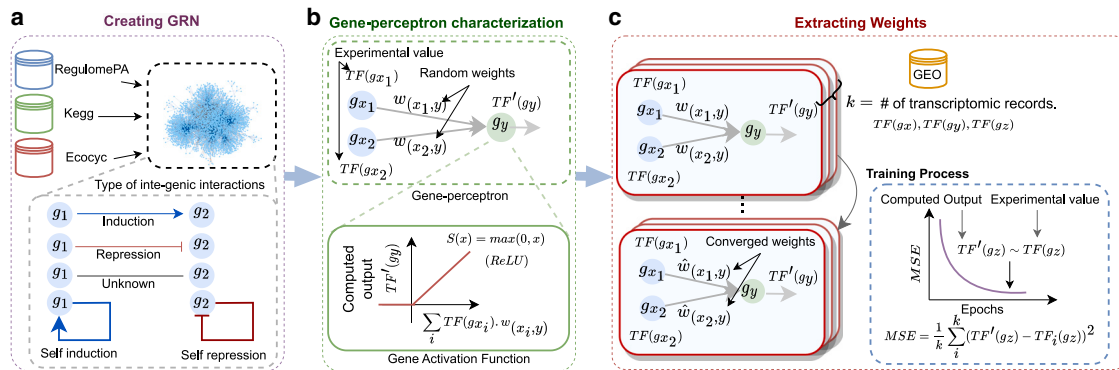 a
Creating GRN
RegulomePA
Kegg
Ecocyc
Type of inte-genic interactions
g₁ Induction g₂
g₁ Repression g₂
g₁ Unknown g₂
g₁ g₂
Self induction
Self repression
b
Gene-perceptron characterization
Experimental value
TF(gx₁)
Random weights
gx₁ w(x₁,y) TF′(gy)
gy
gx₂ w(x₂,y)
TF(gx₂)
Gene-perceptron
S(x) = max(0, x)
(ReLU)
Computed output
TF′(gy)
∑ᵢ TF(gxᵢ).w(xᵢ,y)
Gene Activation Function
c
Extracting Weights
GEO
TF(gx₁)
gx₁ w(x₁,y) TF′(gy)
gy
gx₂ w(x₂,y)
TF(gx₂)
k = # of transcriptomic records.
TF(gx), TF(gy), TF(gz)
TF(gx₁)
Converged weights
gx₁ ŵ(x₁,y) TF′(gy)
gy
gx₂ ŵ(x₂,y)
TF(gx₂)
Training Process
Computed Output Experimental value
TF′(gz) ~ TF(gz)
MSE
Epochs
MSE = 1/k ∑ᵢᵏ (TF′(gz) − TFᵢ(gz))²